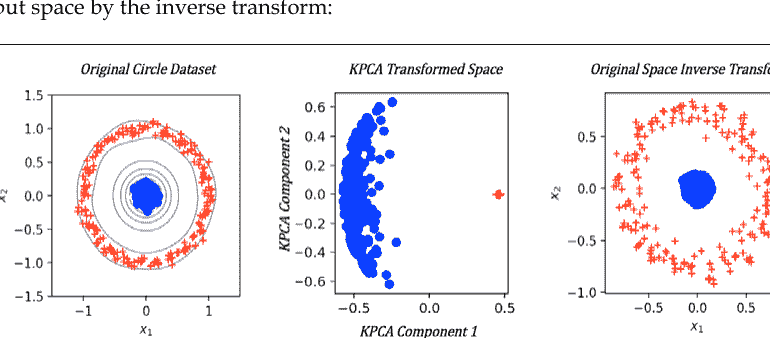 put space by the inverse transform:
Original Circle Dataset
KPCA Transformed Space
Original Space Inverse
1.5
1.0
0.5
0.0
−0.5
−1.0
−1.5
x₂
−1
0
1
x₁
0.6
0.4
0.2
0.0
−0.2
−0.4
−0.6
KPCA Component 2
−0.5
0.0
0.5
KPCA Component 1
0.5
0.0
−0.5
−1.0
x₂
−0.5
0.0
0.5
x₁